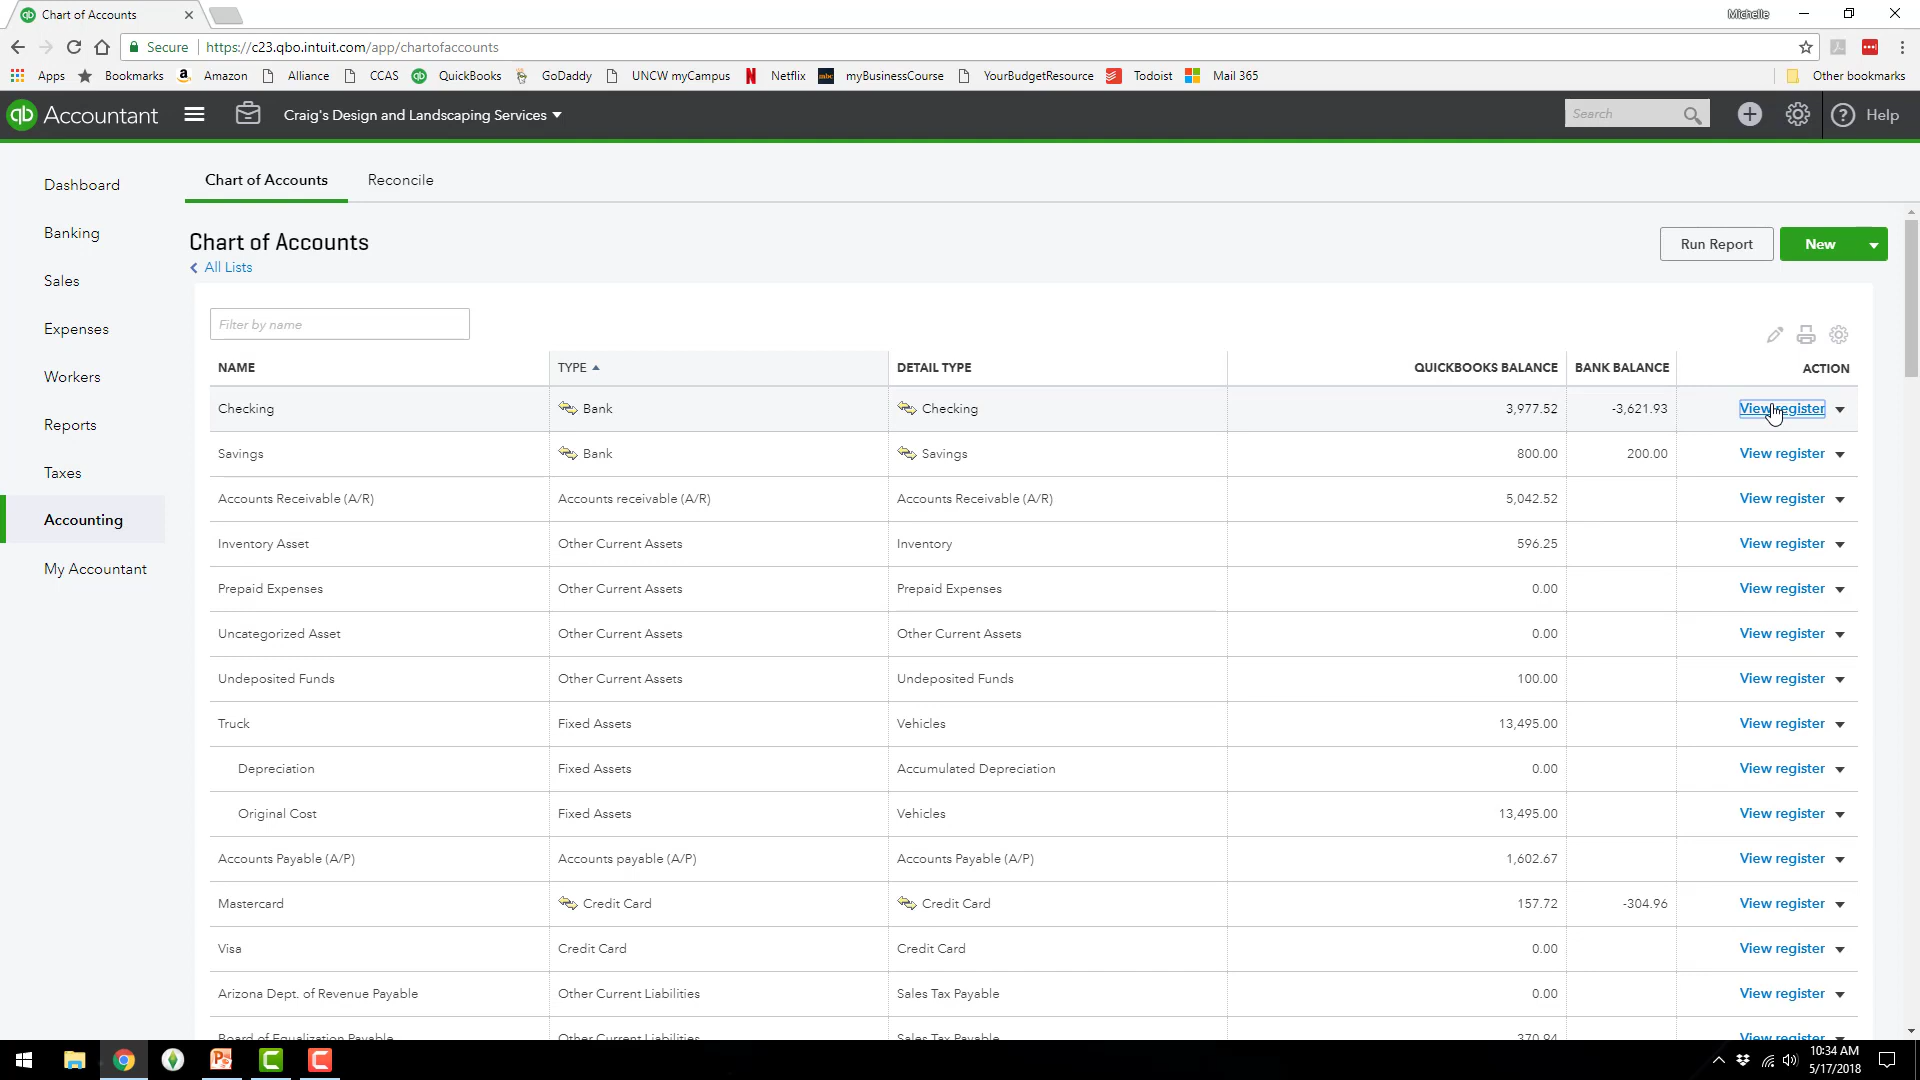 Chart of Accounts
Michelle
Secure https://c23.qbo.intuit.com/app/chartofaccounts
Apps Bookmarks Amazon Alliance CCAS QuickBooks GoDaddy UNCW myCampus Netflix mbc myBusinessCourse YourBudgetResource Todoist Mail 365 Other bookmarks
qb Accountant Craig's Design and Landscaping Services Search Help
Dashboard
Banking
Sales
Expenses
Workers
Reports
Taxes
Accounting
My Accountant
Chart of Accounts Reconcile
Chart of Accounts
All Lists
Run Report New
Filter by name
NAME TYPE DETAIL TYPE QUICKBOOKS BALANCE BANK BALANCE ACTION
Checking Bank Checking 3,977.52 -3,621.93 View register
Savings Bank Savings 800.00 200.00 View register
Accounts Receivable (A/R) Accounts receivable (A/R) Accounts Receivable (A/R) 5,042.52 View register
Inventory Asset Other Current Assets Inventory 596.25 View register
Prepaid Expenses Other Current Assets Prepaid Expenses 0.00 View register
Uncategorized Asset Other Current Assets Other Current Assets 0.00 View register
Undeposited Funds Other Current Assets Undeposited Funds 100.00 View register
Truck Fixed Assets Vehicles 13,495.00 View register
Depreciation Fixed Assets Accumulated Depreciation 0.00 View register
Original Cost Fixed Assets Vehicles 13,495.00 View register
Accounts Payable (A/P) Accounts payable (A/P) Accounts Payable (A/P) 1,602.67 View register
Mastercard Credit Card Credit Card 157.72 -304.96 View register
Visa Credit Card Credit Card 0.00 View register
Arizona Dept. of Revenue Payable Other Current Liabilities Sales Tax Payable 0.00 View register
Board of Equalization Payable Other Current Liabilities Sales Tax Payable 370.94 View register
10:34 AM
5/17/2018